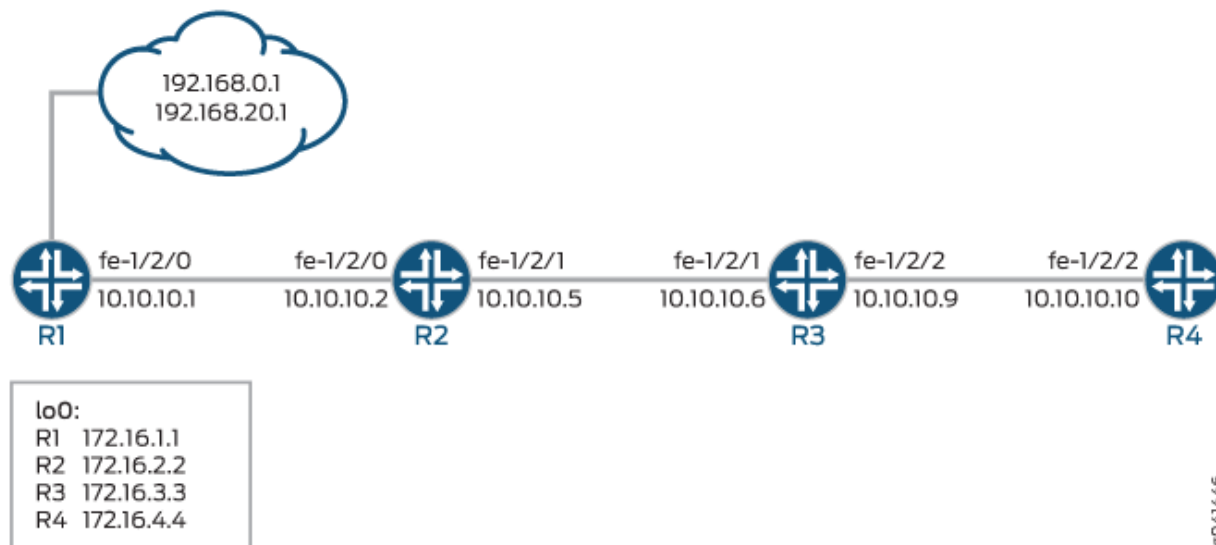 192.168.0.1
192.168.20.1
fe-1/2/0 fe-1/2/0 fe-1/2/1 fe-1/2/1 fe-1/2/2 fe-1/2/2
10.10.10.1 10.10.10.2 10.10.10.5 10.10.10.6 10.10.10.9 10.10.10.10
R1 R2 R3 R4
lo0:
R1 172.16.1.1
R2 172.16.2.2
R3 172.16.3.3
R4 172.16.4.4